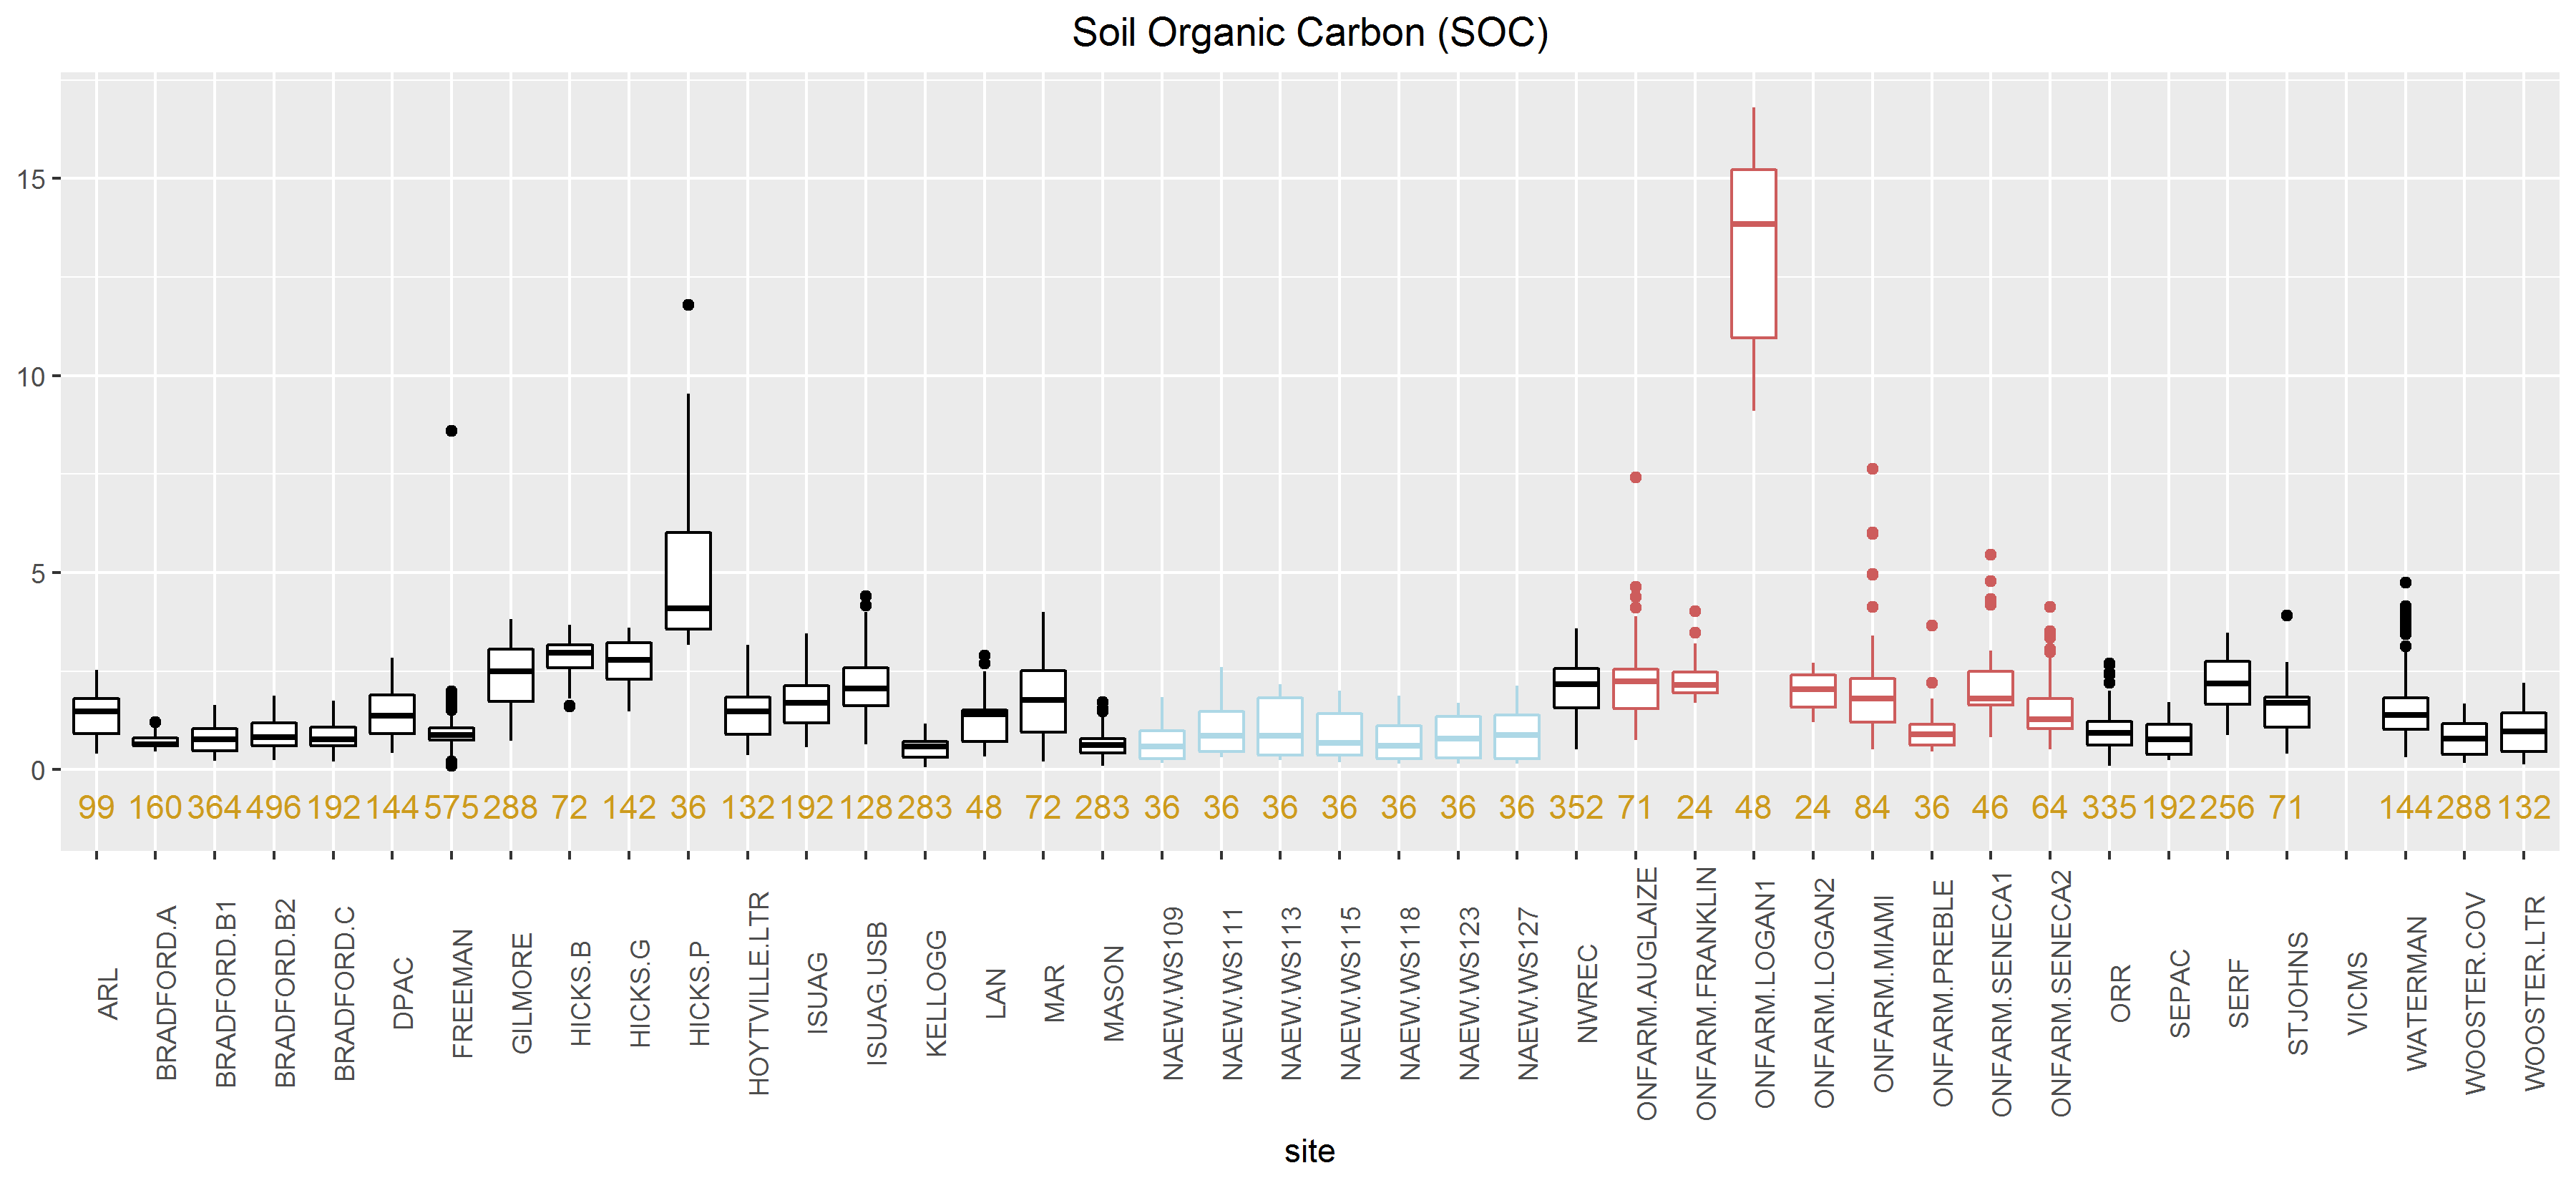 Soil Organic Carbon (SOC)
15
10
5
0
99 160 364 496 192 144 575 288 72 142 36 132 192 128 283 48 72 283 36 36 36 36 36 36 36 352 71 24 48 24 84 36 46 64 335 192 256 71 144 288 132
ARL
BRADFORD.A
BRADFORD.B1
BRADFORD.B2
BRADFORD.C
DPAC
FREEMAN
GILMORE
HICKS.B
HICKS.G
HICKS.P
HOYTVILLE.LTR
ISUAG
ISUAG.USB
KELLOGG
LAN
MAR
MASON
NAEW.WS109
NAEW.WS111
NAEW.WS113
NAEW.WS115
NAEW.WS118
NAEW.WS123
NAEW.WS127
NWREC
ONFARM.AUGLAIZE
ONFARM.FRANKLIN
ONFARM.LOGAN1
ONFARM.LOGAN2
ONFARM.MIAMI
ONFARM.PREBLE
ONFARM.SENECA1
ONFARM.SENECA2
ORR
SEPAC
SERF
STJOHNS
VICMS
WATERMAN
WOOSTER.COV
WOOSTER.LTR
site